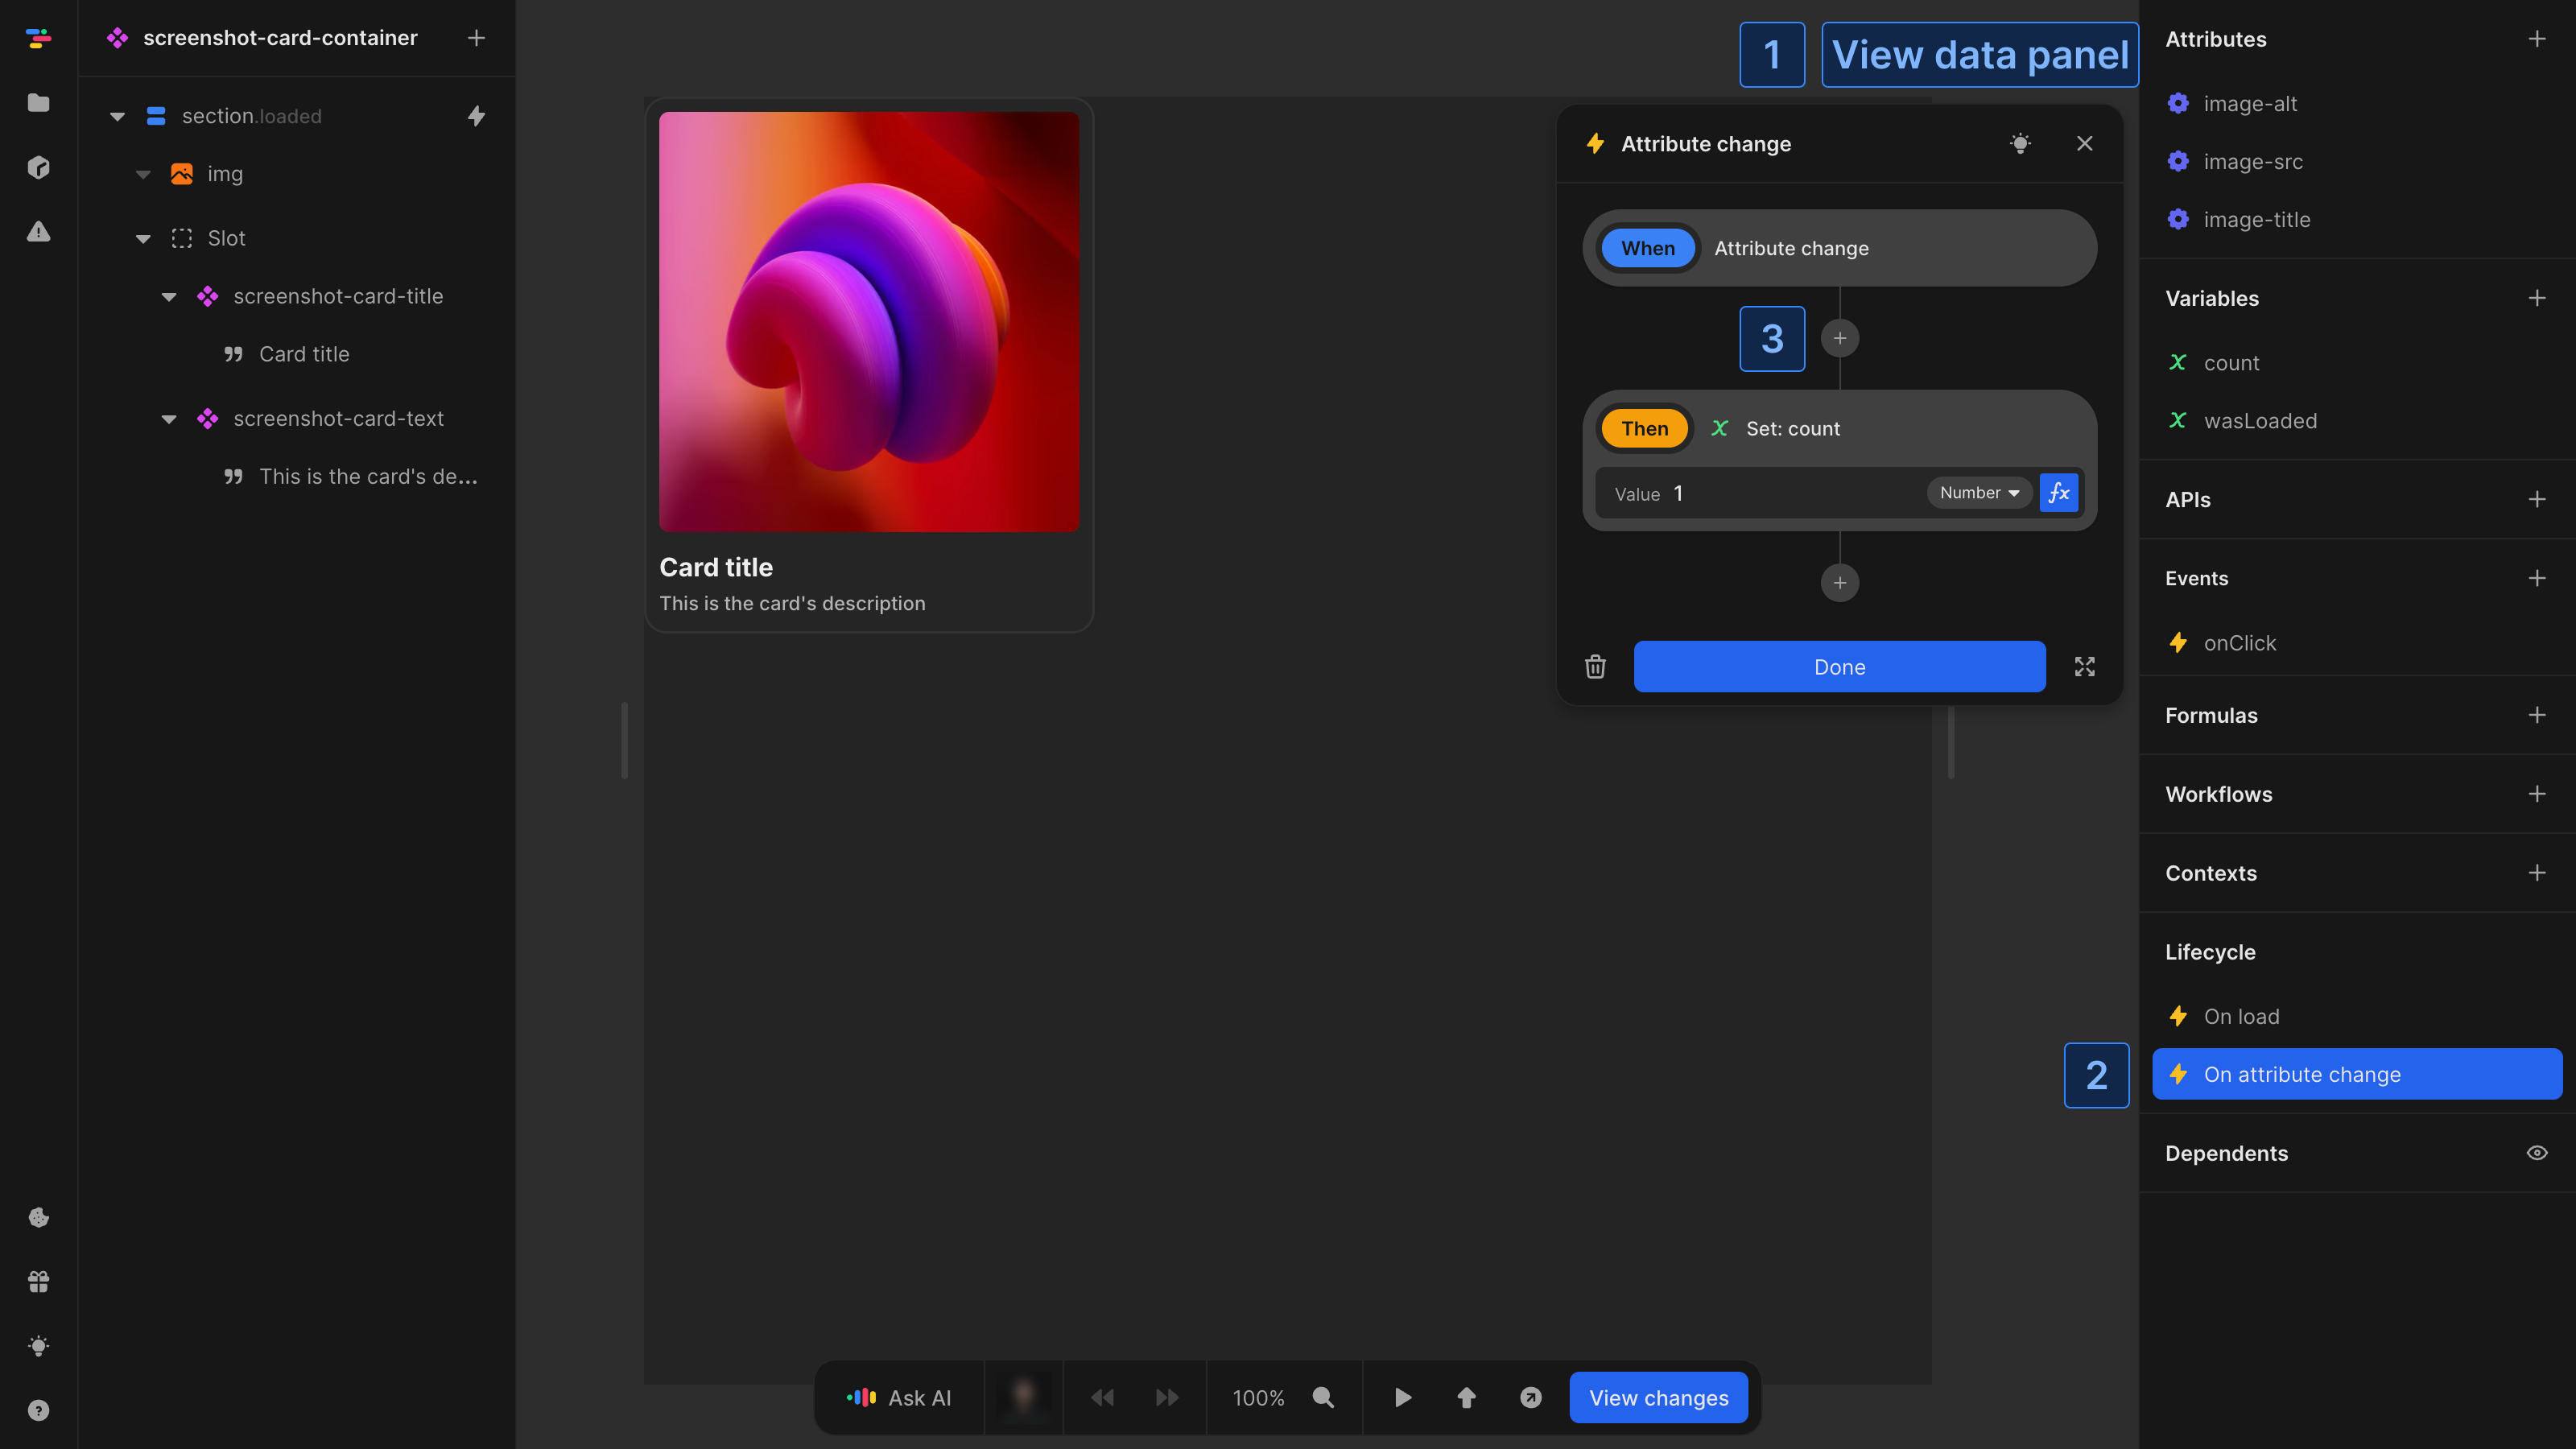 screenshot-card-container
section.loaded
img
Slot
screenshot-card-title
Card title
screenshot-card-text
This is the card's de...
Card title
This is the card's description
1
View data panel
Attribute change
When
Attribute change
3
Then
Set: count
Value 1
Number
fx
Done
2
Ask AI
100%
View changes
Attributes
image-alt
image-src
image-title
Variables
count
wasLoaded
APIs
Events
onClick
Formulas
Workflows
Contexts
Lifecycle
On load
On attribute change
Dependents